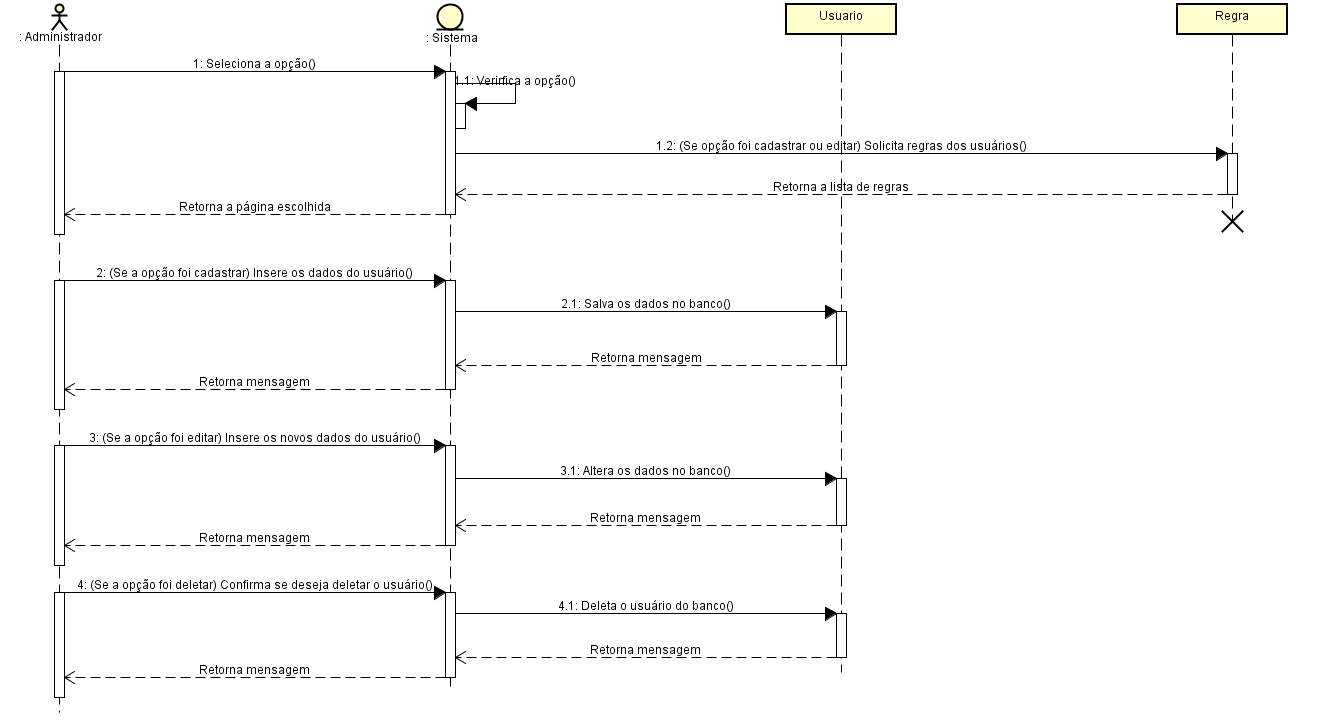 : Administrador
: Sistema
Usuario
Regra
1: Seleciona a opção()
1.1: Verifica a opção()
1.2: (Se opção foi cadastrar ou editar) Solicita regras dos usuários()
Retorna a lista de regras
Retorna a página escolhida
2: (Se a opção foi cadastrar) Insere os dados do usuário()
2.1: Salva os dados no banco()
Retorna mensagem
Retorna mensagem
3: (Se a opção foi editar) Insere os novos dados do usuário()
3.1: Altera os dados no banco()
Retorna mensagem
Retorna mensagem
4: (Se a opção foi deletar) Confirma se deseja deletar o usuário()
4.1: Deleta o usuário do banco()
Retorna mensagem
Retorna mensagem